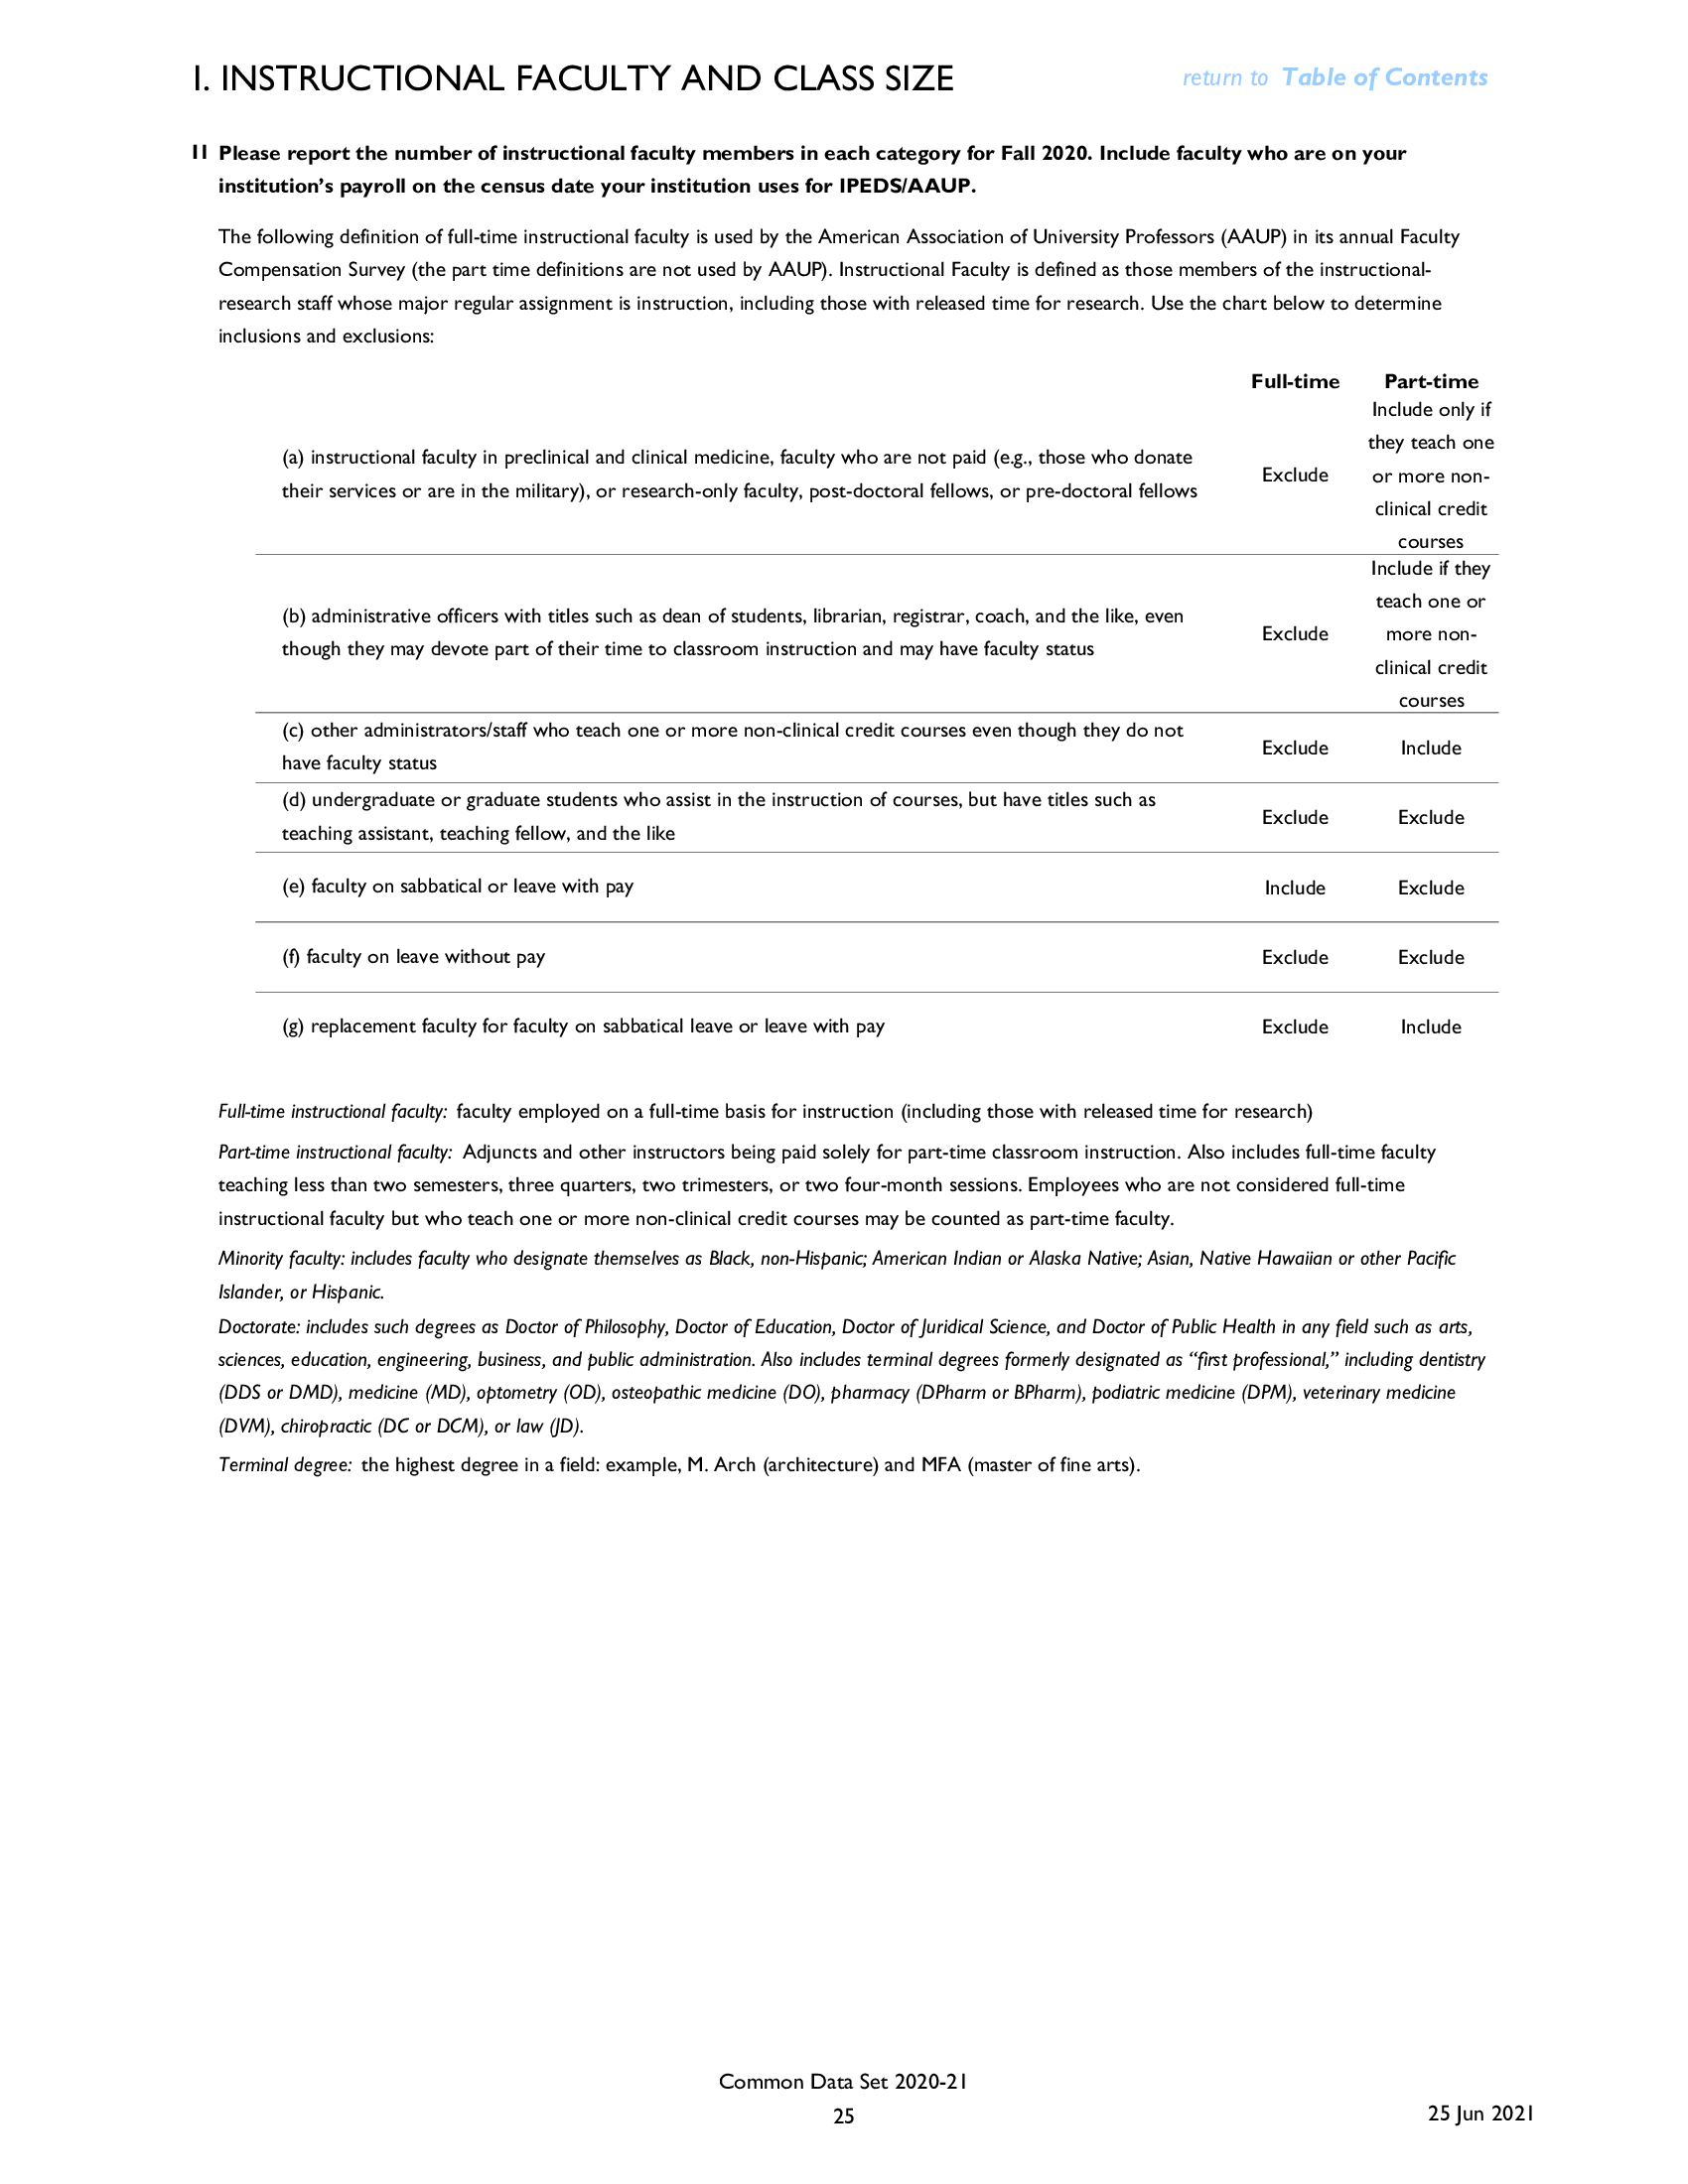 I. INSTRUCTIONAL FACULTY AND CLASS SIZE
return to Table of Contents
I1 Please report the number of instructional faculty members in each category for Fall 2020. Include faculty who are on your
institution’s payroll on the census date your institution uses for IPEDS/AAUP.
The following definition of full-time instructional faculty is used by the American Association of University Professors (AAUP) in its annual Faculty
Compensation Survey (the part time definitions are not used by AAUP). Instructional Faculty is defined as those members of the instructional-
research staff whose major regular assignment is instruction, including those with released time for research. Use the chart below to determine
inclusions and exclusions:
Full-time Part-time
(a) instructional faculty in preclinical and clinical medicine, faculty who are not paid (e.g., those who donate
their services or are in the military), or research-only faculty, post-doctoral fellows, or pre-doctoral fellows
Exclude
Include only if
they teach one
or more non-
clinical credit
courses
(b) administrative officers with titles such as dean of students, librarian, registrar, coach, and the like, even
though they may devote part of their time to classroom instruction and may have faculty status
Exclude
Include if they
teach one or
more non-
clinical credit
courses
(c) other administrators/staff who teach one or more non-clinical credit courses even though they do not
have faculty status
Exclude Include
(d) undergraduate or graduate students who assist in the instruction of courses, but have titles such as
teaching assistant, teaching fellow, and the like
Exclude Exclude
(e) faculty on sabbatical or leave with pay Include Exclude
(f) faculty on leave without pay Exclude Exclude
(g) replacement faculty for faculty on sabbatical leave or leave with pay Exclude Include
Full-time instructional faculty: faculty employed on a full-time basis for instruction (including those with released time for research)
Part-time instructional faculty: Adjuncts and other instructors being paid solely for part-time classroom instruction. Also includes full-time faculty
teaching less than two semesters, three quarters, two trimesters, or two four-month sessions. Employees who are not considered full-time
instructional faculty but who teach one or more non-clinical credit courses may be counted as part-time faculty.
Minority faculty: includes faculty who designate themselves as Black, non-Hispanic; American Indian or Alaska Native; Asian, Native Hawaiian or other Pacific
Islander, or Hispanic.
Doctorate: includes such degrees as Doctor of Philosophy, Doctor of Education, Doctor of Juridical Science, and Doctor of Public Health in any field such as arts,
sciences, education, engineering, business, and public administration. Also includes terminal degrees formerly designated as “first professional,” including dentistry
(DDS or DMD), medicine (MD), optometry (OD), osteopathic medicine (DO), pharmacy (DPharm or BPharm), podiatric medicine (DPM), veterinary medicine
(DVM), chiropractic (DC or DCM), or law (JD).
Terminal degree: the highest degree in a field: example, M. Arch (architecture) and MFA (master of fine arts).
Common Data Set 2020-21
25
25 Jun 2021